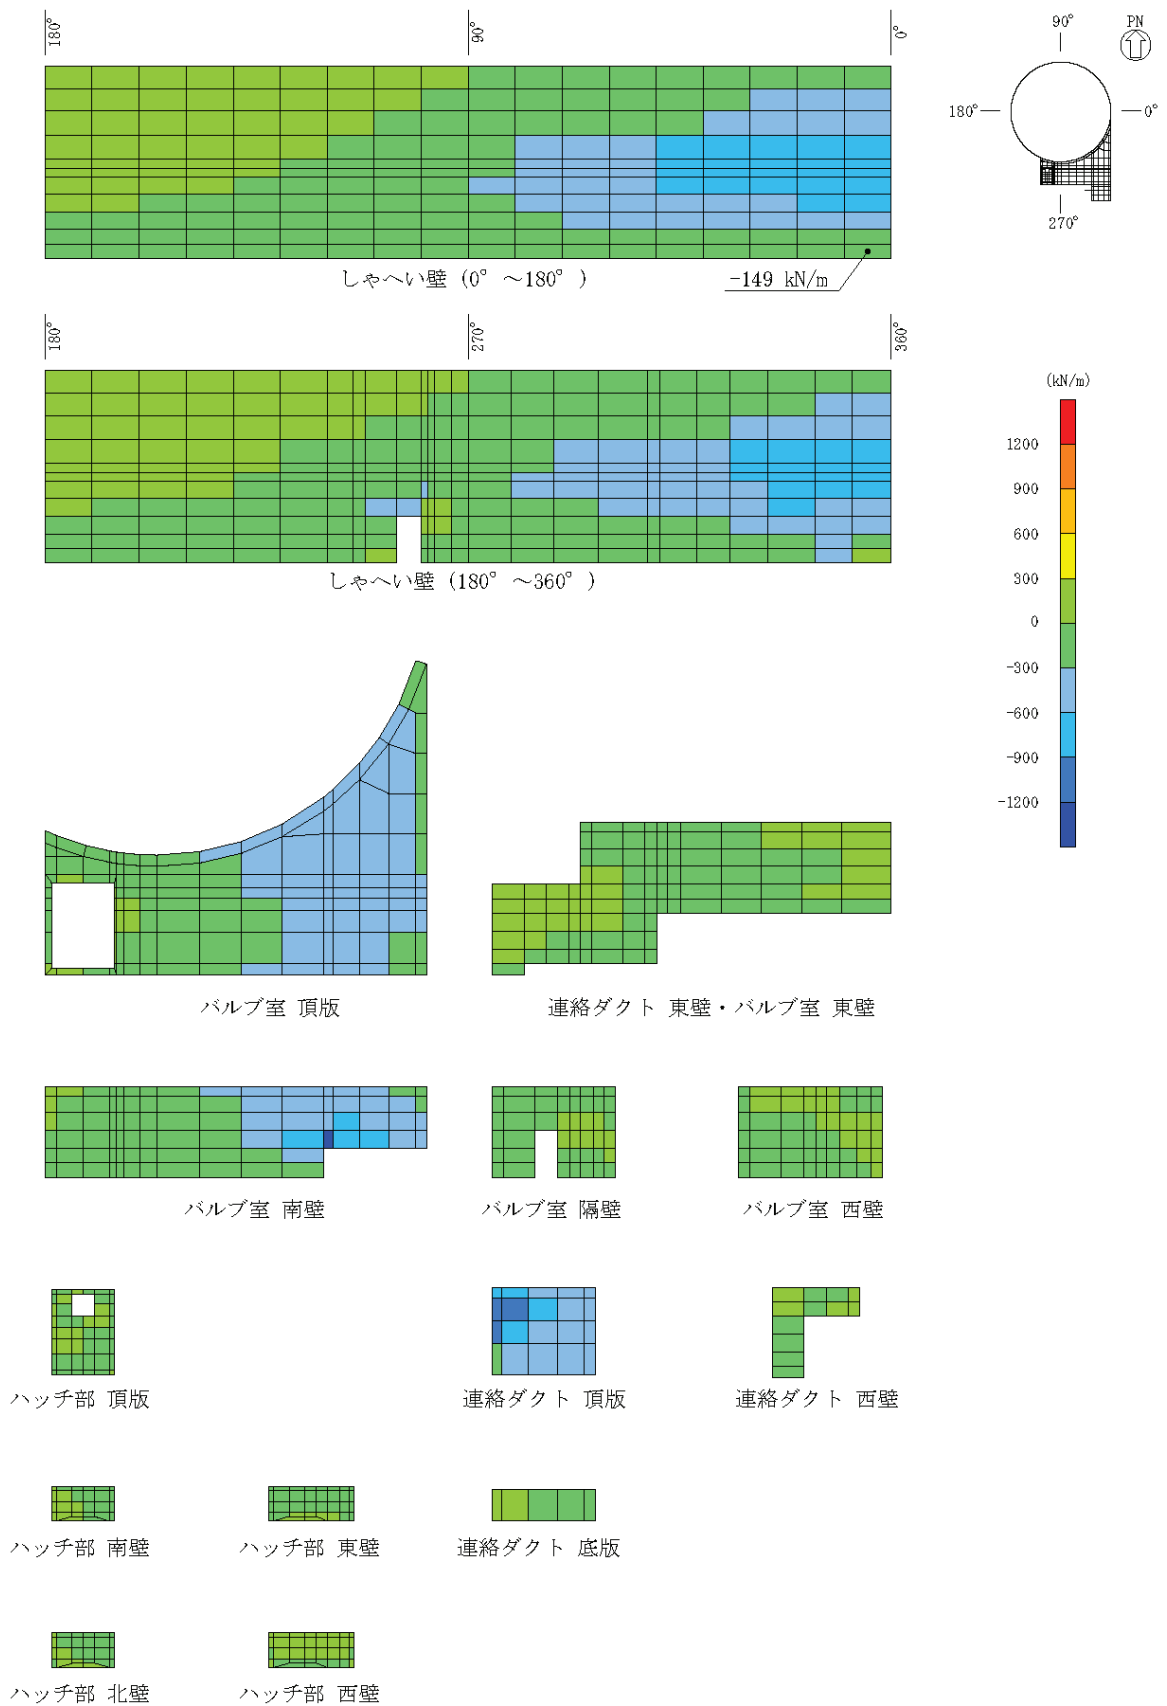 180°
90°
0°
90°
PN
180°
0°
270°
しゃへい壁 (0° ～180° )
-149 kN/m
180°
270°
360°
(kN/m)
1200
900
600
300
0
-300
-600
-900
-1200
しゃへい壁 (180° ～360° )
バルブ室 頂版
連絡ダクト 東壁・バルブ室 東壁
バルブ室 南壁
バルブ室 隔壁
バルブ室 西壁
ハッチ部 頂版
連絡ダクト 頂版
連絡ダクト 西壁
ハッチ部 南壁
ハッチ部 東壁
連絡ダクト 底版
ハッチ部 北壁
ハッチ部 西壁